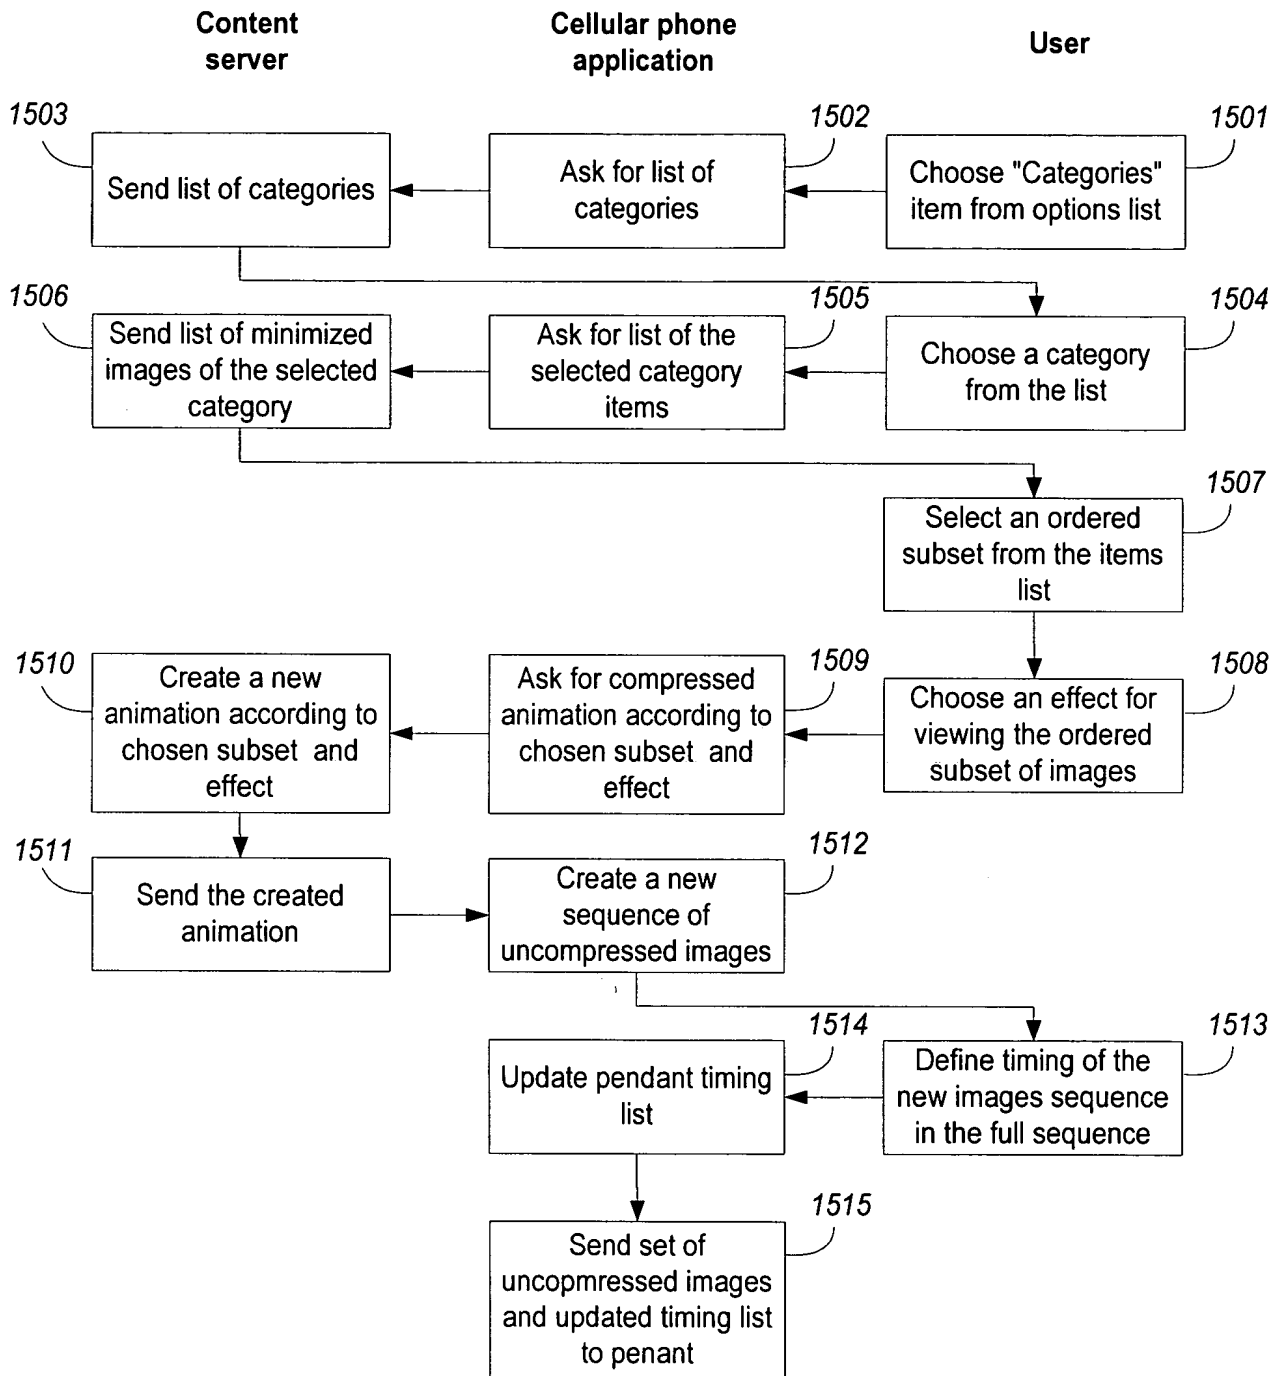 Content
server
Cellular phone
application
User
1503
1502
1501
Send list of categories
Ask for list of
categories
Choose "Categories"
item from options list
1506
1505
1504
Send list of minimized
images of the selected
category
Ask for list of the
selected category
items
Choose a category
from the list
1507
Select an ordered
subset from the items
list
1510
1509
1508
Create a new
animation according to
chosen subset and
effect
Ask for compressed
animation according to
chosen subset and
effect
Choose an effect for
viewing the ordered
subset of images
1511
1512
Send the created
animation
Create a new
sequence of
uncompressed images
1514
1513
Update pendant timing
list
Define timing of the
new images sequence
in the full sequence
1515
Send set of
uncopmressed images
and updated timing list
to penant